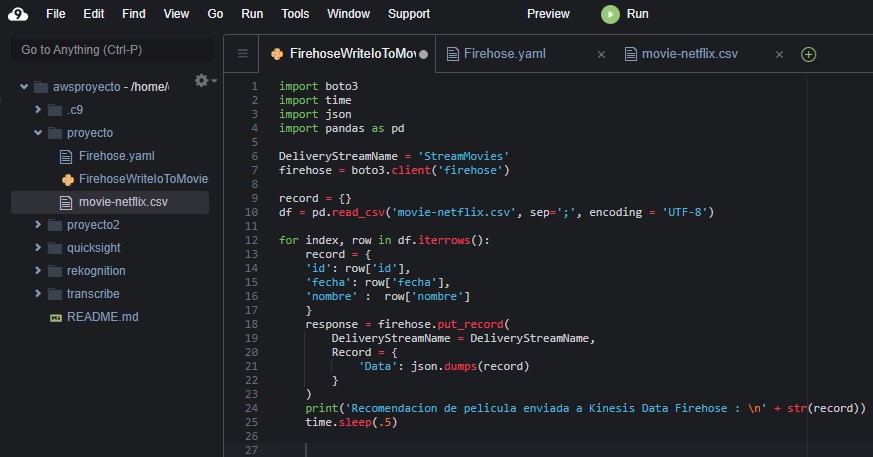 9 File Edit Find View Go Run Tools Window Support Preview Run
Go to Anything (Ctrl-P)
FirehoseWriteIoToMov
Firehose.yaml
movie-netflix.csv
awsproyecto - /home/
.c9
proyecto
Firehose.yaml
FirehoseWriteIoToMovie
movie-netflix.csv
proyecto2
quicksight
rekognition
transcribe
README.md
1 import boto3
2 import time
3 import json
4 import pandas as pd
5
6 DeliveryStreamName = 'StreamMovies'
7 firehose = boto3.client('firehose')
8
9 record = {}
10 df = pd.read_csv('movie-netflix.csv', sep=';', encoding = 'UTF-8')
11
12 for index, row in df.iterrows():
13     record = {
14     'id': row['id'],
15     'fecha': row['fecha'],
16     'nombre' :  row['nombre']
17     }
18     response = firehose.put_record(
19         DeliveryStreamName = DeliveryStreamName,
20         Record = {
21             'Data': json.dumps(record)
22         }
23     )
24     print('Recomendacion de pelicula enviada a Kinesis Data Firehose : \n' + str(record))
25     time.sleep(.5)
26
27